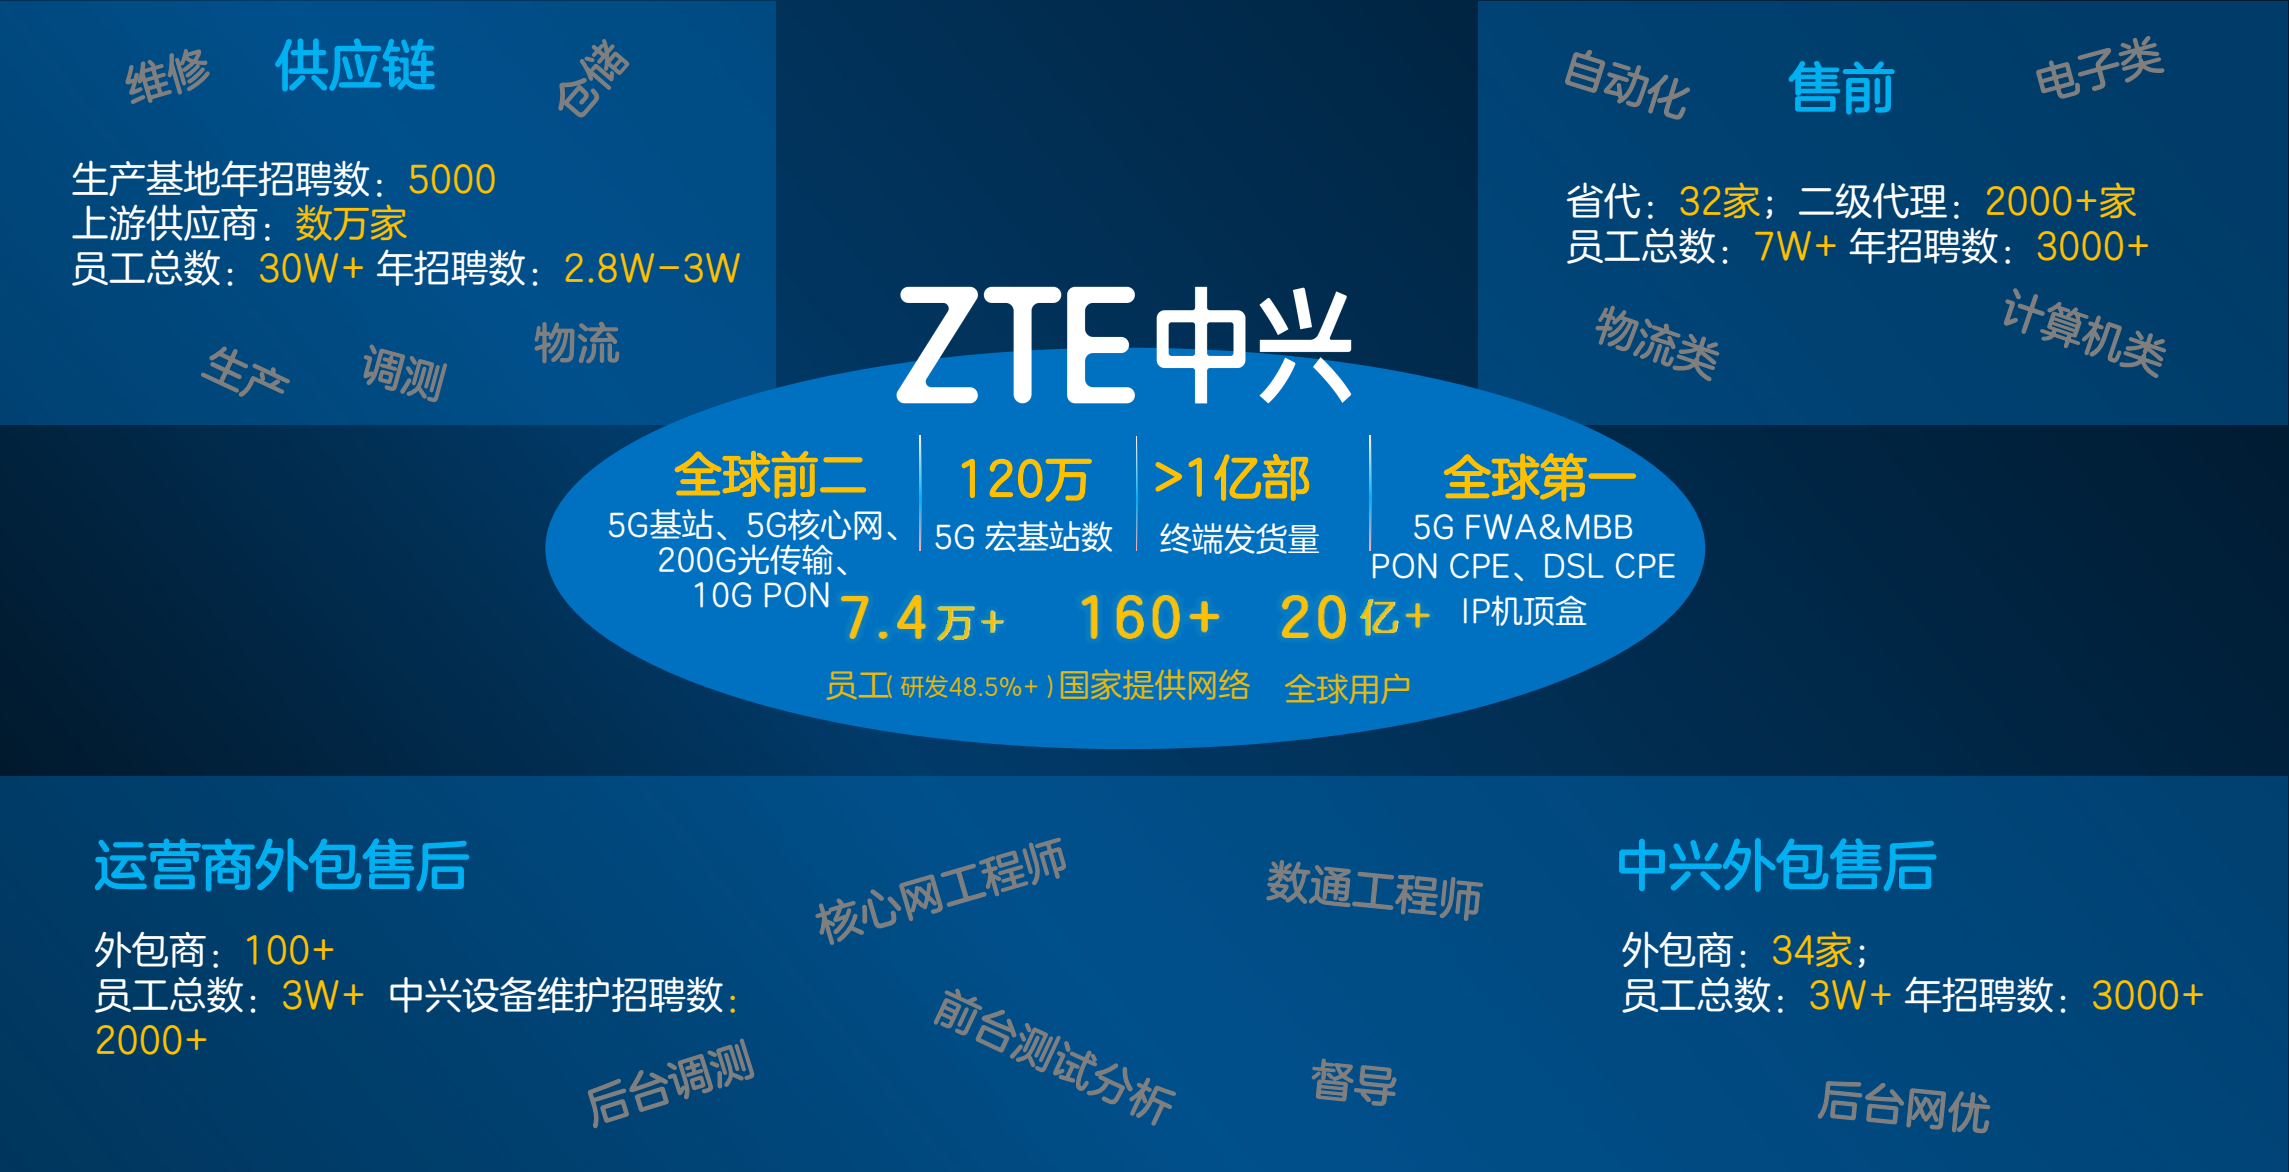 维修
供应链
仓储
生产基地年招聘数：5000
上游供应商：数万家
员工总数：30W+ 年招聘数：2.8W-3W
生产
调测
物流
自动化
售前
电子类
省代：32家；二级代理：2000+家
员工总数：7W+ 年招聘数：3000+
物流类
计算机类
ZTE中兴
全球前二
5G基站、5G核心网、
200G光传输、
10G PON
120万
5G 宏基站数
>1亿部
终端发货量
全球第一
5G FWA&MBB
PON CPE、DSL CPE
IP机顶盒
7.4万+
员工（研发48.5%+）
160+
国家提供网络
20亿+
全球用户
运营商外包售后
外包商：100+
员工总数：3W+ 中兴设备维护招聘数：
2000+
核心网工程师
数通工程师
后台调测
前台测试分析
督导
中兴外包售后
外包商：34家；
员工总数：3W+ 年招聘数：3000+
后台网优